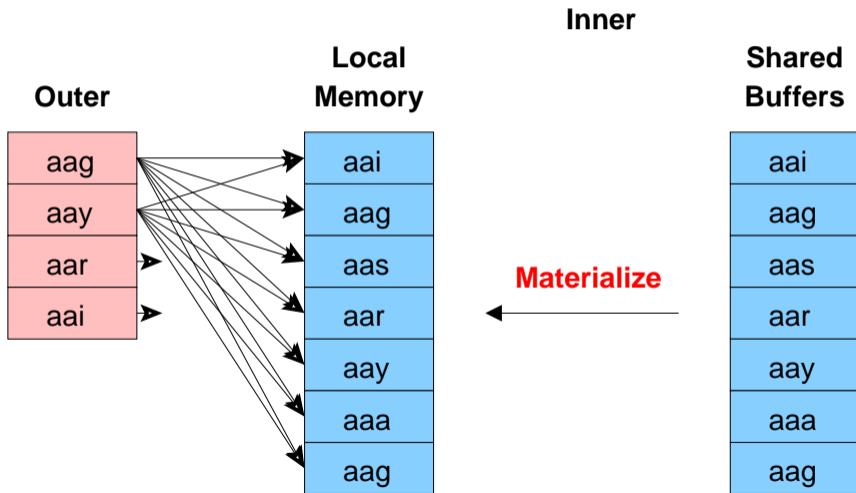 Inner
Outer
Local
Memory
Shared
Buffers
aag
aay
aar
aai
aai
aag
aas
aar
aay
aaa
aag
Materialize
aai
aag
aas
aar
aay
aaa
aag